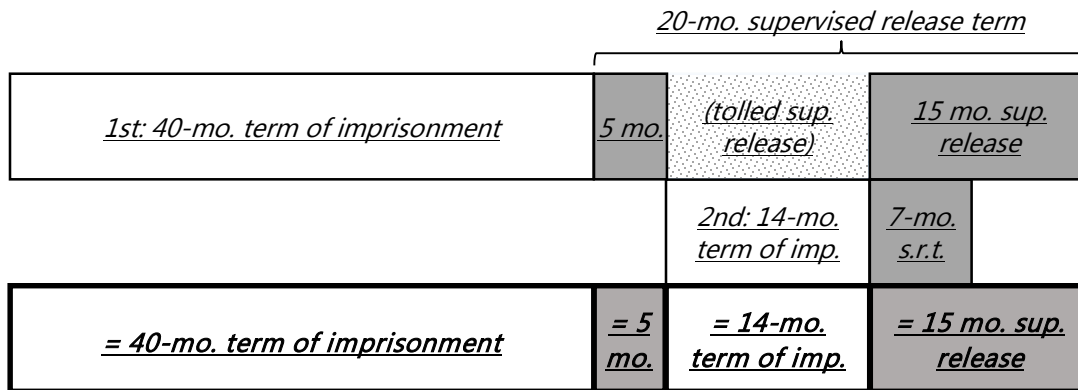 20-mo. supervised release term
1st: 40-mo. term of imprisonment
5 mo.
(tolled sup.
release)
15 mo. sup.
release
2nd: 14-mo.
term of imp.
7-mo.
s.r.t.
= 40-mo. term of imprisonment
= 5
mo.
= 14-mo.
term of imp.
= 15 mo. sup.
release